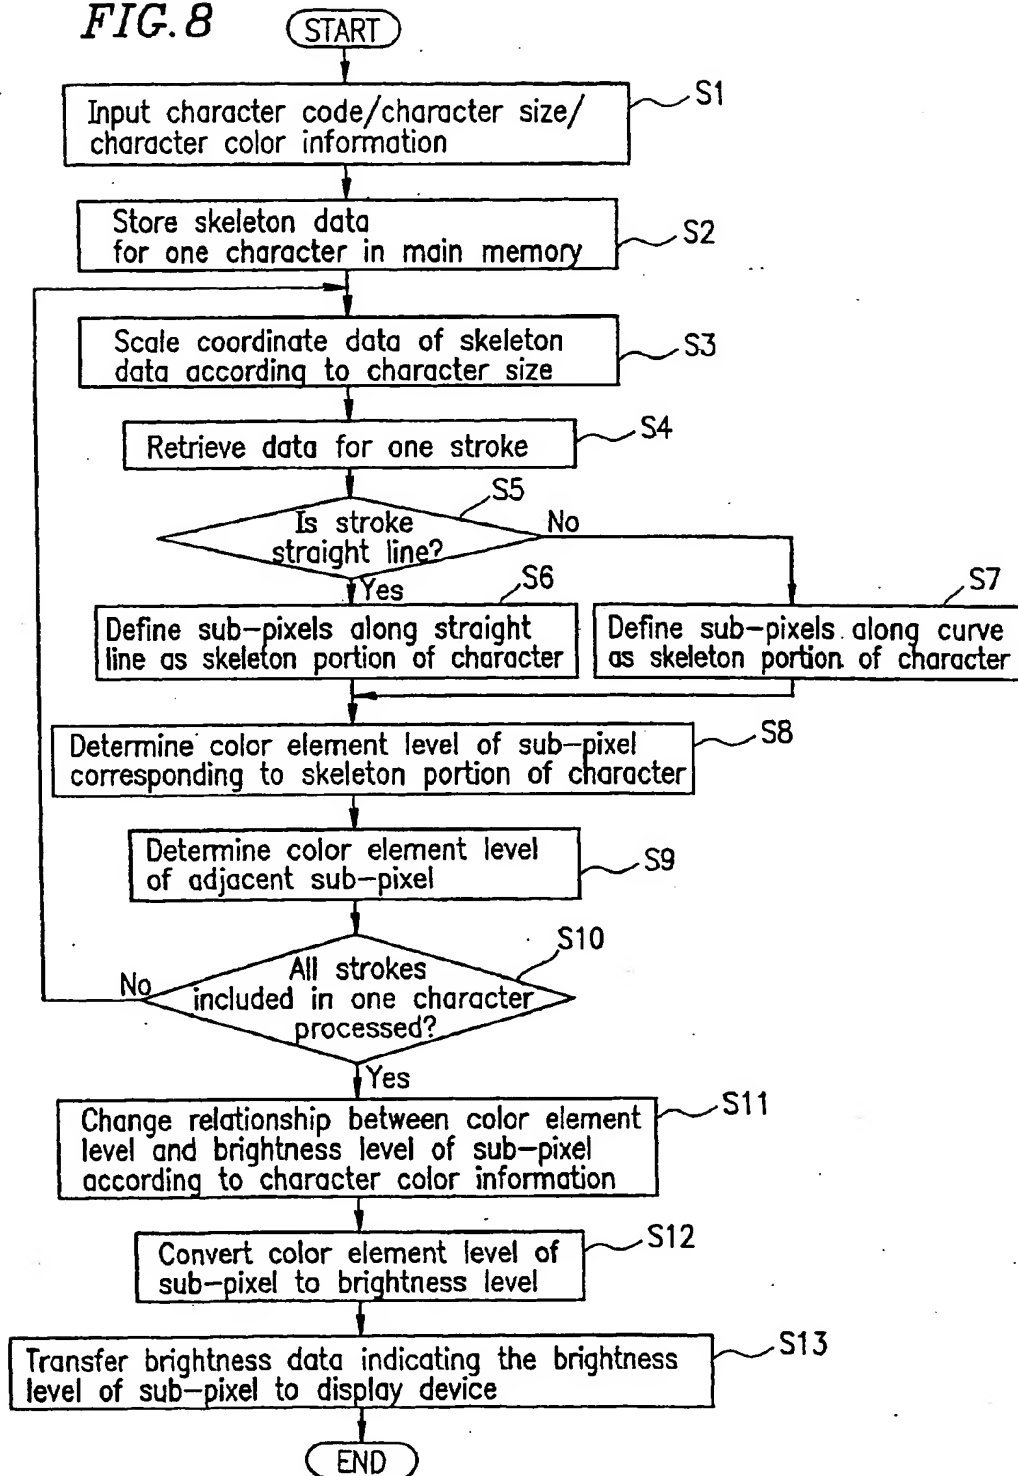 FIG.8
START
Input character code/character size/
character color information
S1
Store skeleton data
for one character in main memory
S2
Scale coordinate data of skeleton
data according to character size
S3
Retrieve data for one stroke
S4
Is stroke
straight line?
S5
No
Yes
Define sub-pixels along straight
line as skeleton portion of character
S6
Define sub-pixels along curve
as skeleton portion of character
S7
Determine color element level of sub-pixel
corresponding to skeleton portion of character
S8
Determine color element level
of adjacent sub-pixel
S9
All strokes
included in one character
processed?
S10
No
Yes
Change relationship between color element
level and brightness level of sub-pixel
according to character color information
S11
Convert color element level of
sub-pixel to brightness level
S12
Transfer brightness data indicating the brightness
level of sub-pixel to display device
S13
END